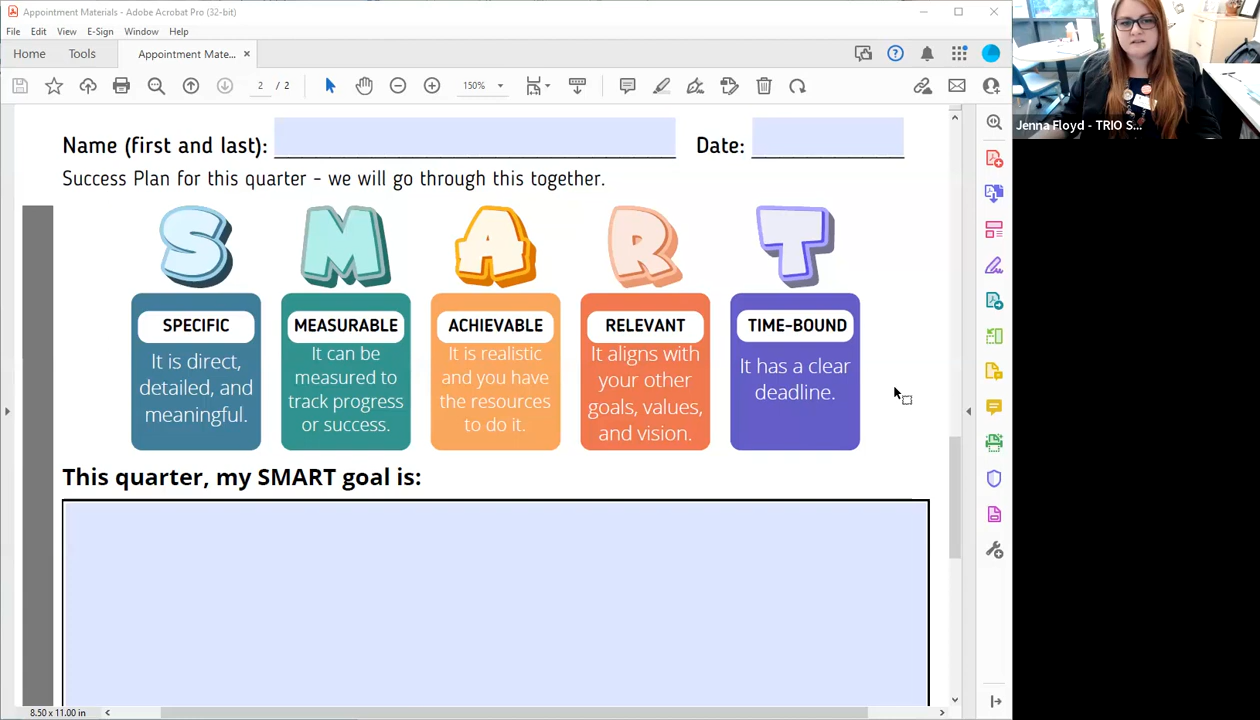 Appointment Materials - Adobe Acrobat Pro (32-bit)
File Edit View E-Sign Window Help
Home Tools Appointment Mate... ×
2 / 2 150%
Jenna Floyd - TRIO S...
Name (first and last): Date:
Success Plan for this quarter - we will go through this together.
S M A R T
SPECIFIC
It is direct,
detailed, and
meaningful.
MEASURABLE
It can be
measured to
track progress
or success.
ACHIEVABLE
It is realistic
and you have
the resources
to do it.
RELEVANT
It aligns with
your other
goals, values,
and vision.
TIME-BOUND
It has a clear
deadline.
This quarter, my SMART goal is:
8.50 x 11.00 in